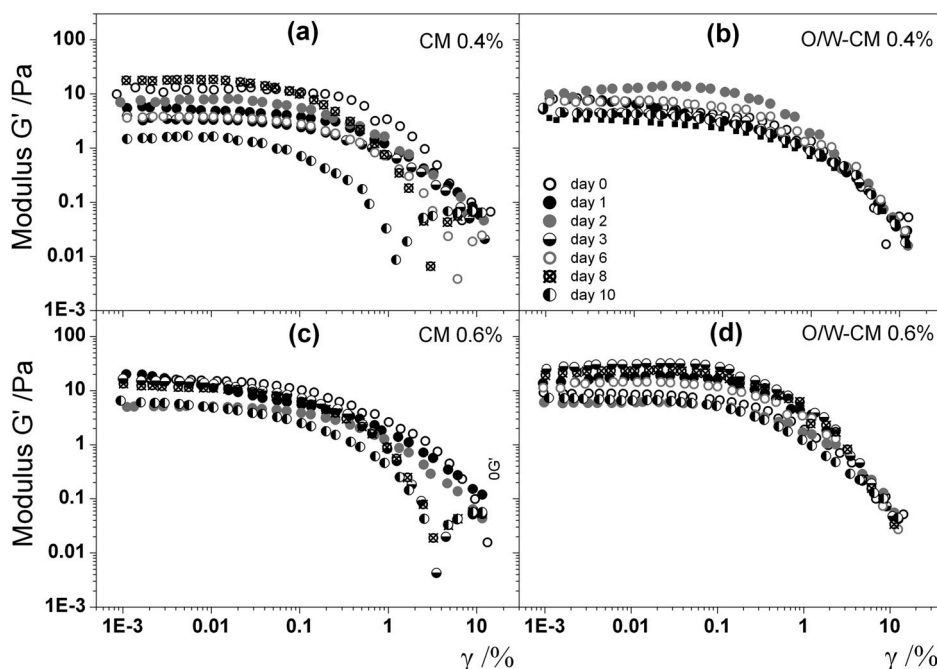 (a)
CM 0.4%
(b)
O/W-CM 0.4%
Modulus G' /Pa
100
10
1
0.1
0.01
1E-3
day 0
day 1
day 2
day 3
day 6
day 8
day 10
(c)
CM 0.6%
(d)
O/W-CM 0.6%
Modulus G' /Pa
100
10
1
0.1
0.01
1E-3
0G'
1E-3 0.01 0.1 1 10
1E-3 0.01 0.1 1 10
γ /%
γ /%